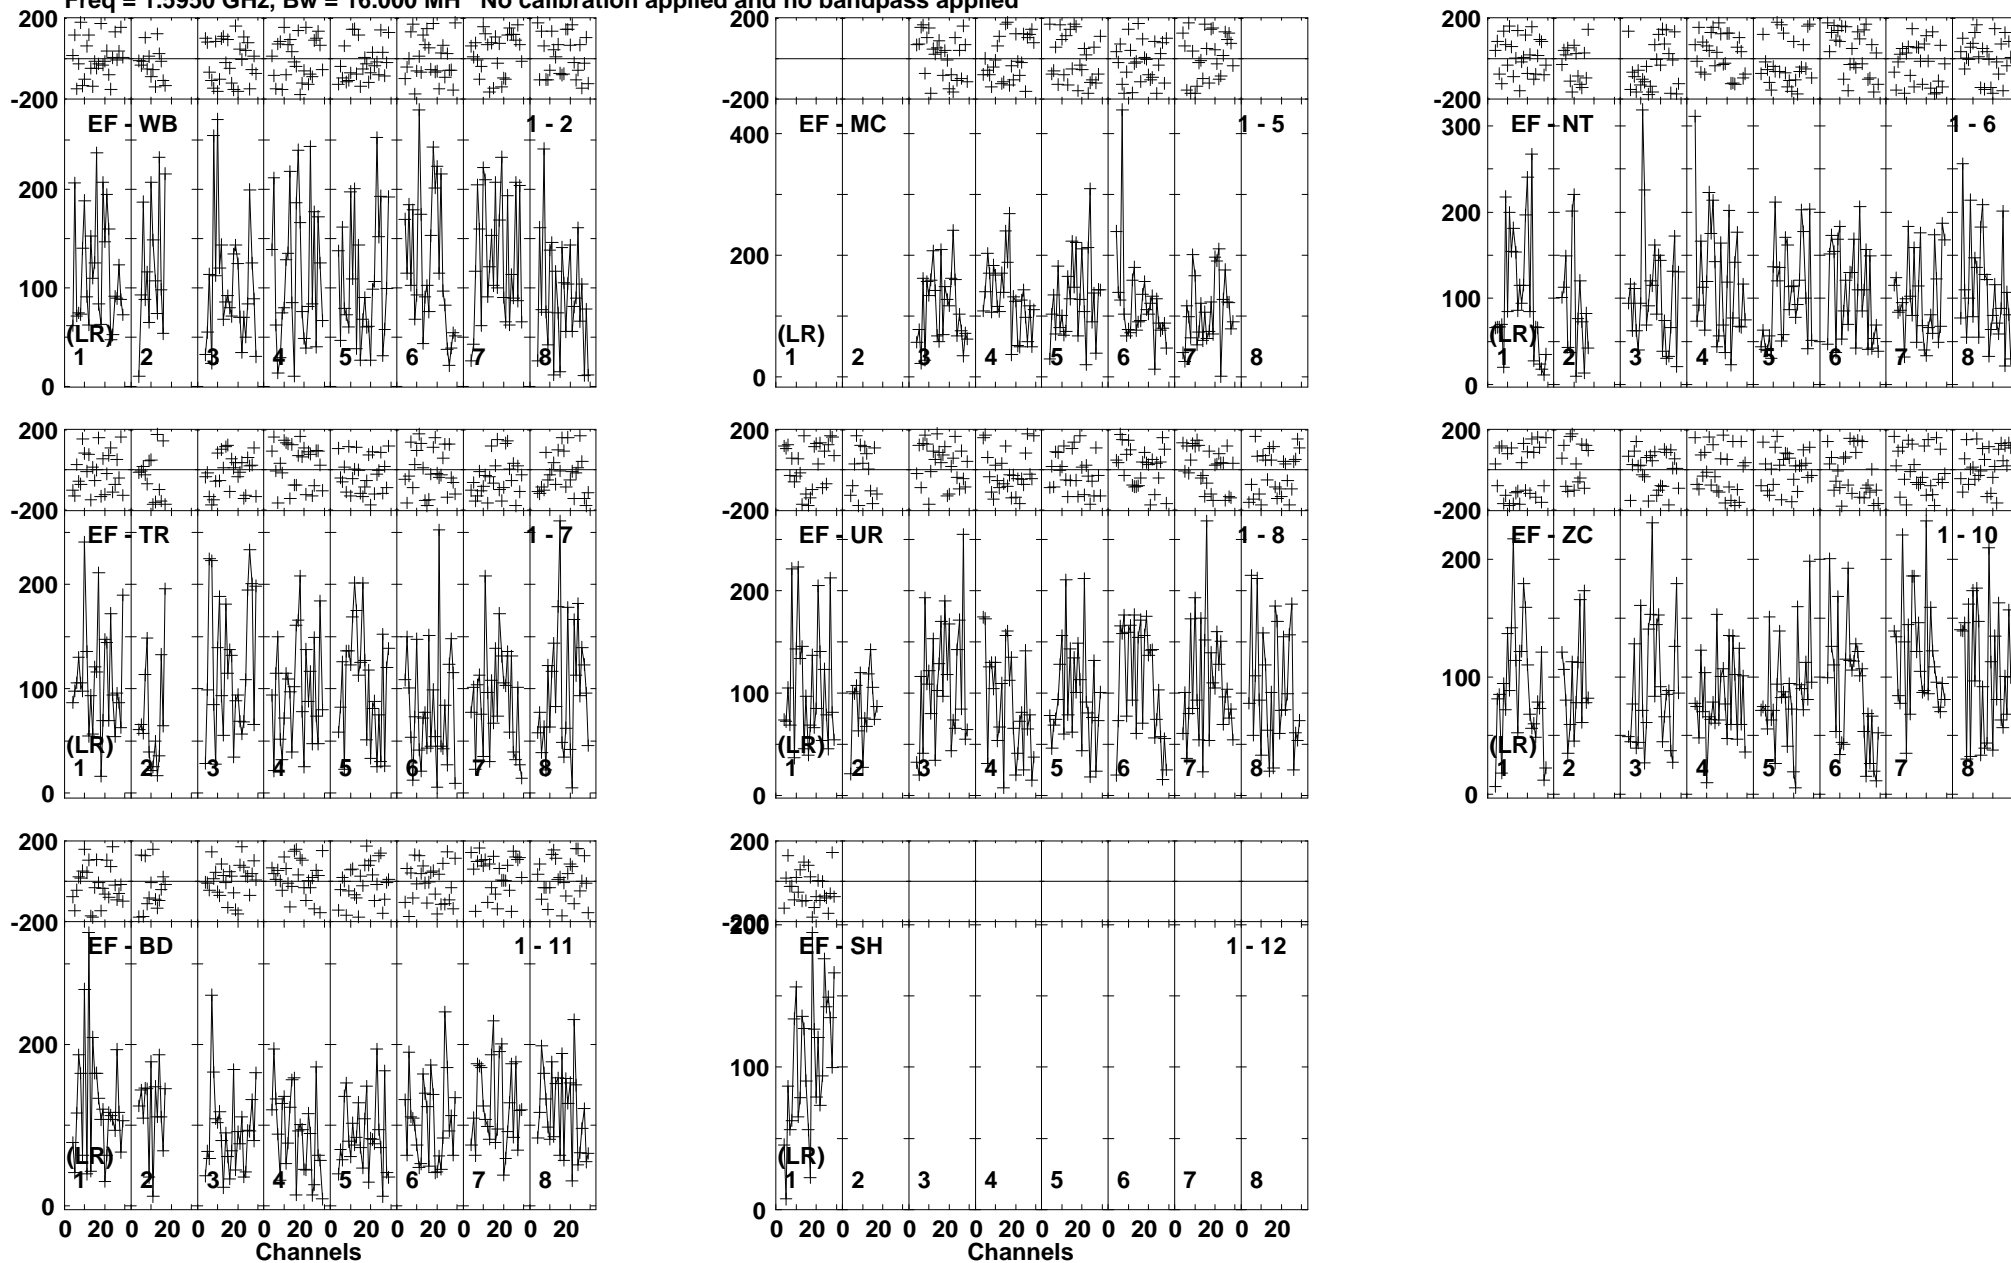 Freq = 1.5950 GHz, Bw = 16.000 MH No calibration applied and no bandpass applied
200 200 200
-200 -200 -200
EF - WB 1 - 2 EF - MC 1 - 5 EF - NT 1 - 6
400 300
200 200 200
100 100
(LR) (LR) (LR)
1 2 3 4 5 6 7 8 1 2 3 4 5 6 7 8 1 2 3 4 5 6 7 8
0 0 0
200 200 200
-200 -200 -200
EF - TR 1 - 7 EF - UR 1 - 8 EF - ZC 1 - 10
200 200 200
100 100 100
(LR) (LR) (LR)
1 2 3 4 5 6 7 8 1 2 3 4 5 6 7 8 1 2 3 4 5 6 7 8
0 0 0
200 200
-200 -200
200
EF - BD 1 - 11 EF - SH 1 - 12
200 100
(LR) (LR)
1 2 3 4 5 6 7 8 1 2 3 4 5 6 7 8
0 0
0 20 0 20 0 20 0 20 0 20 0 20 0 20 0 20 0 20 0 20 0 20 0 20 0 20 0 20 0 20 0 20
Channels Channels